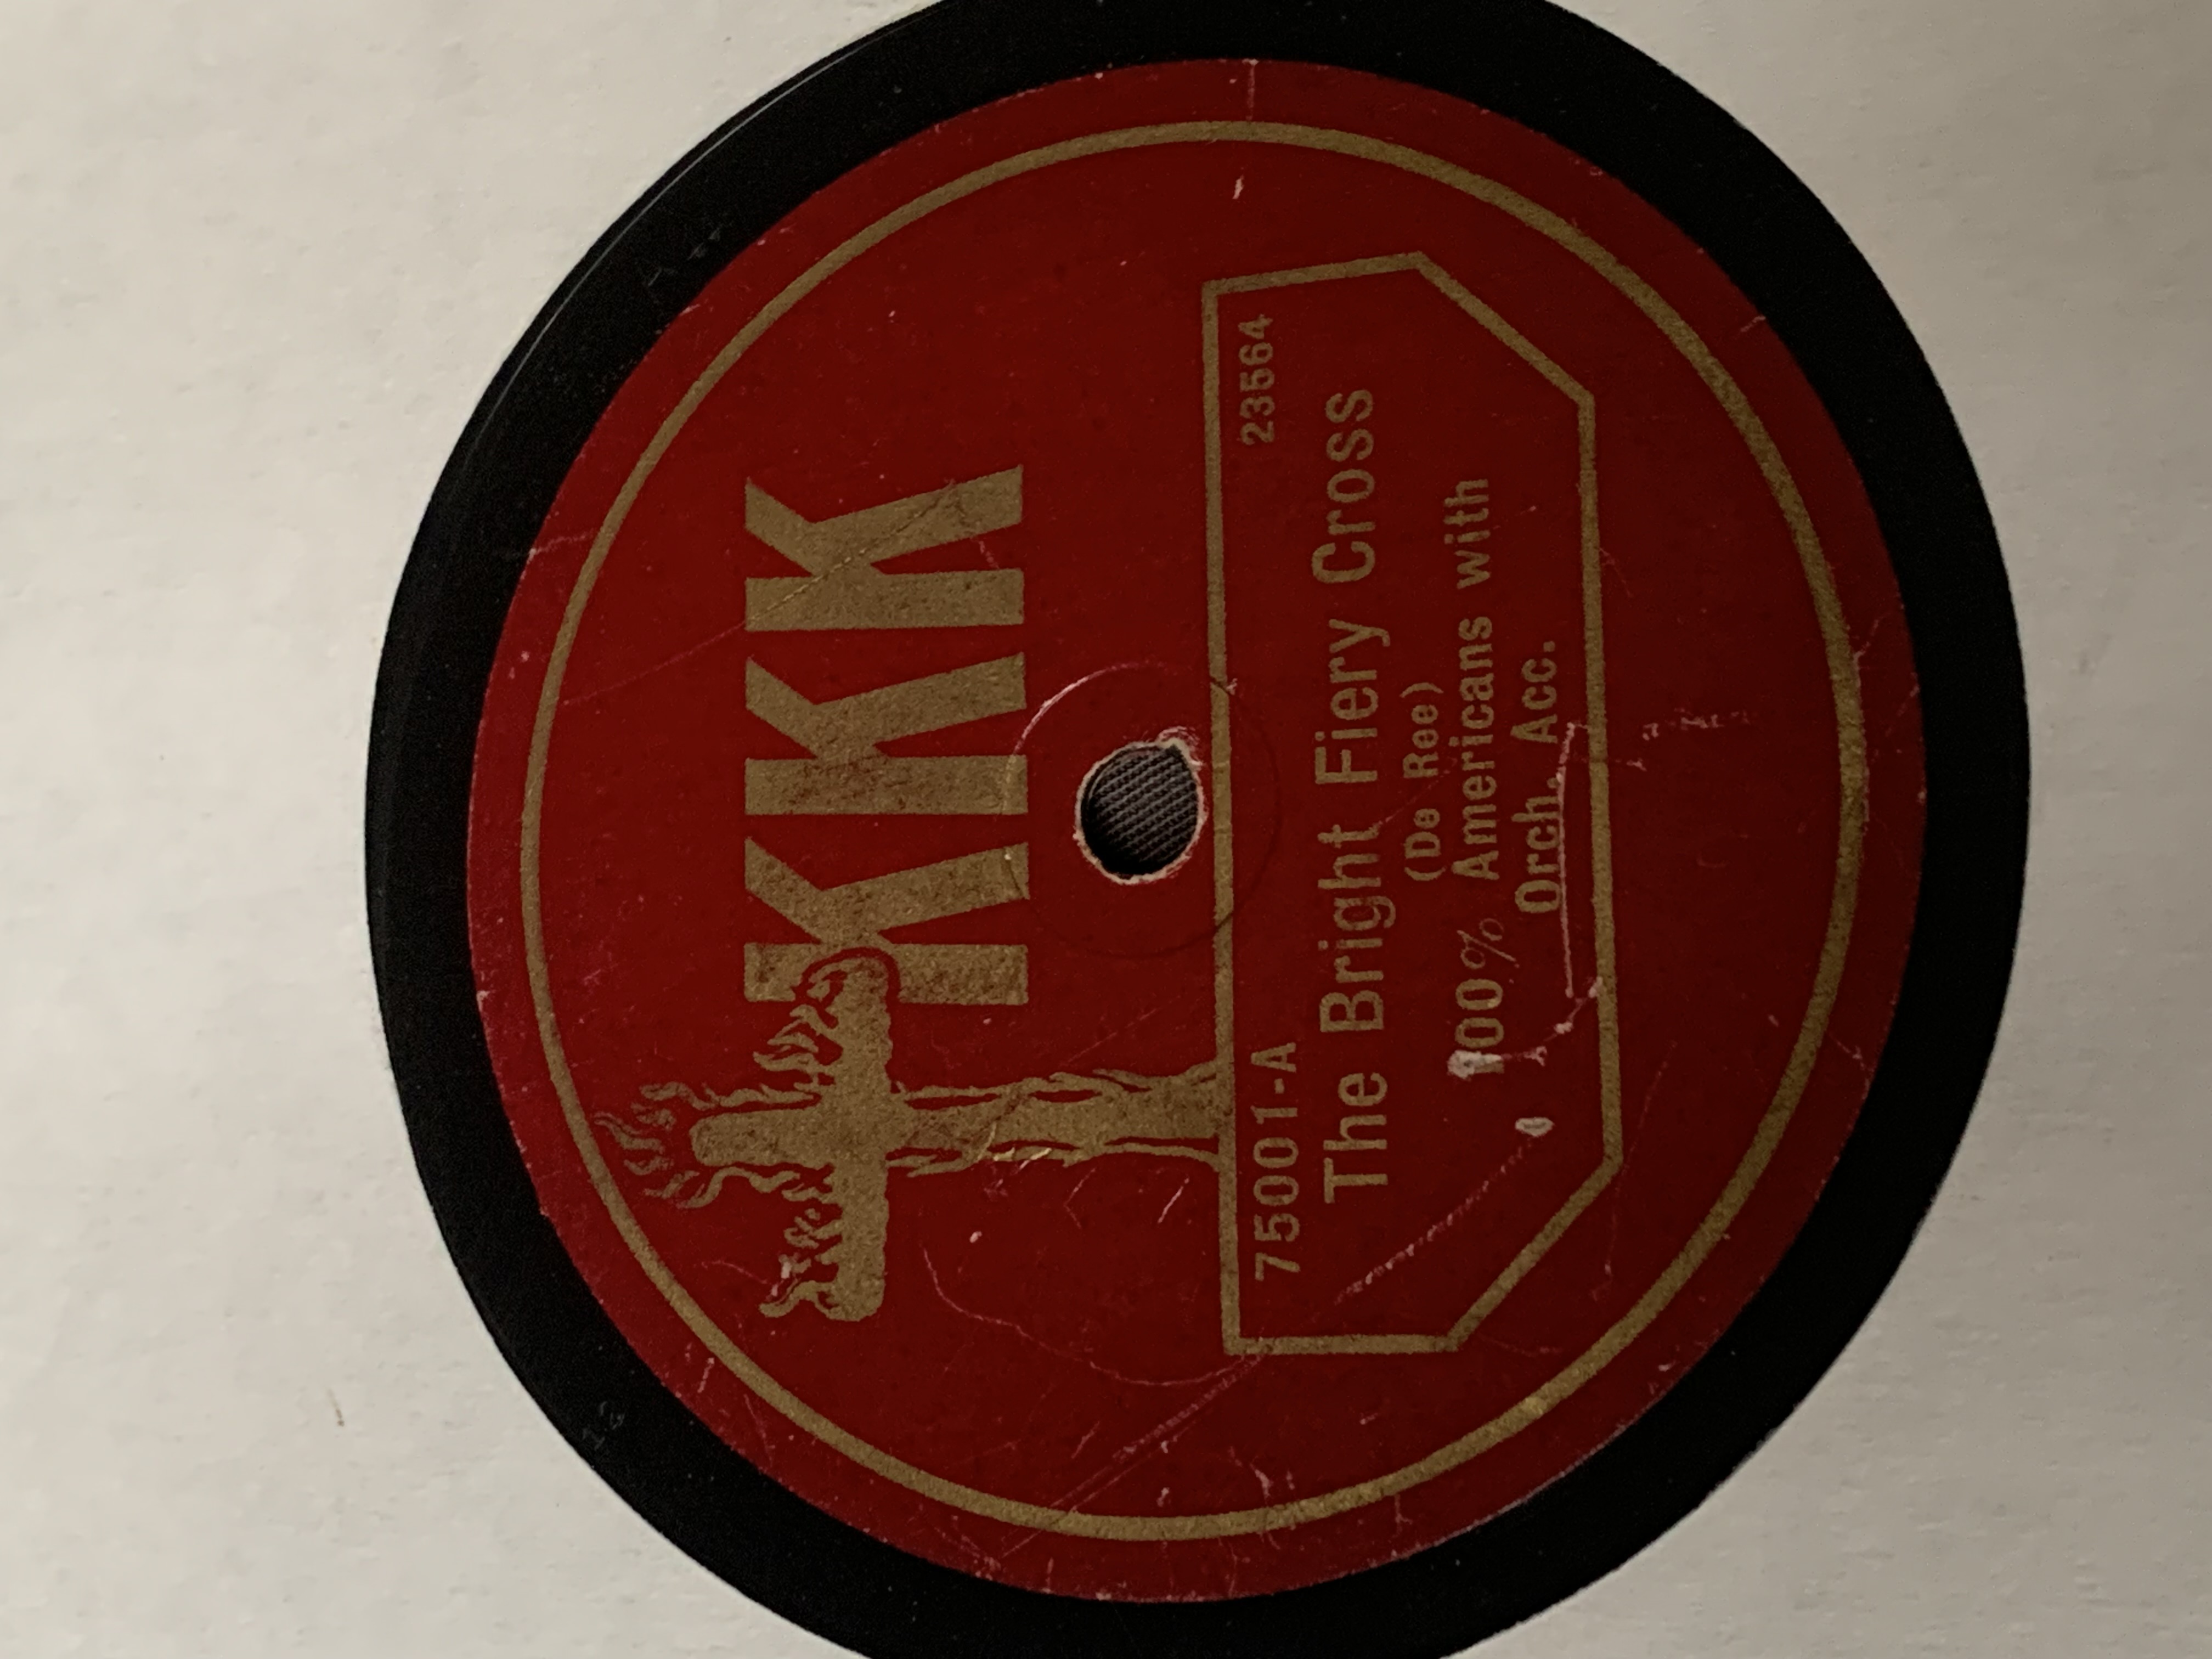 KKK
75001-A 23564
The Bright Fiery Cross
(De Ree)
100% Americans with
Orch. Acc.